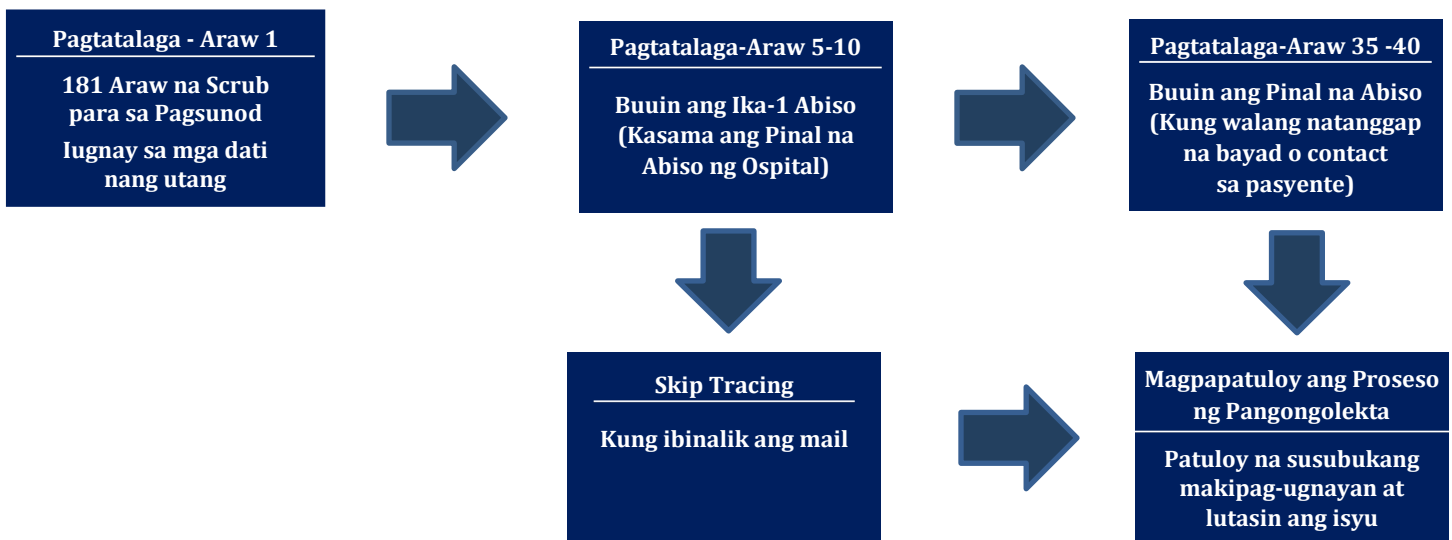 Pagtatalaga - Araw 1
181 Araw na Scrub
para sa Pagsunod
Iugnay sa mga dati
nang utang
Pagtatalaga-Araw 5-10
Buuin ang Ika-1 Abiso
(Kasama ang Pinal na
Abiso ng Ospital)
Pagtatalaga-Araw 35 -40
Buuin ang Pinal na Abiso
(Kung walang natanggap
na bayad o contact
sa pasyente)
Skip Tracing
Kung ibinalik ang mail
Magpapatuloy ang Proseso
ng Pangongolekta
Patuloy na susubukang
makipag-ugnayan at
lutasin ang isyu